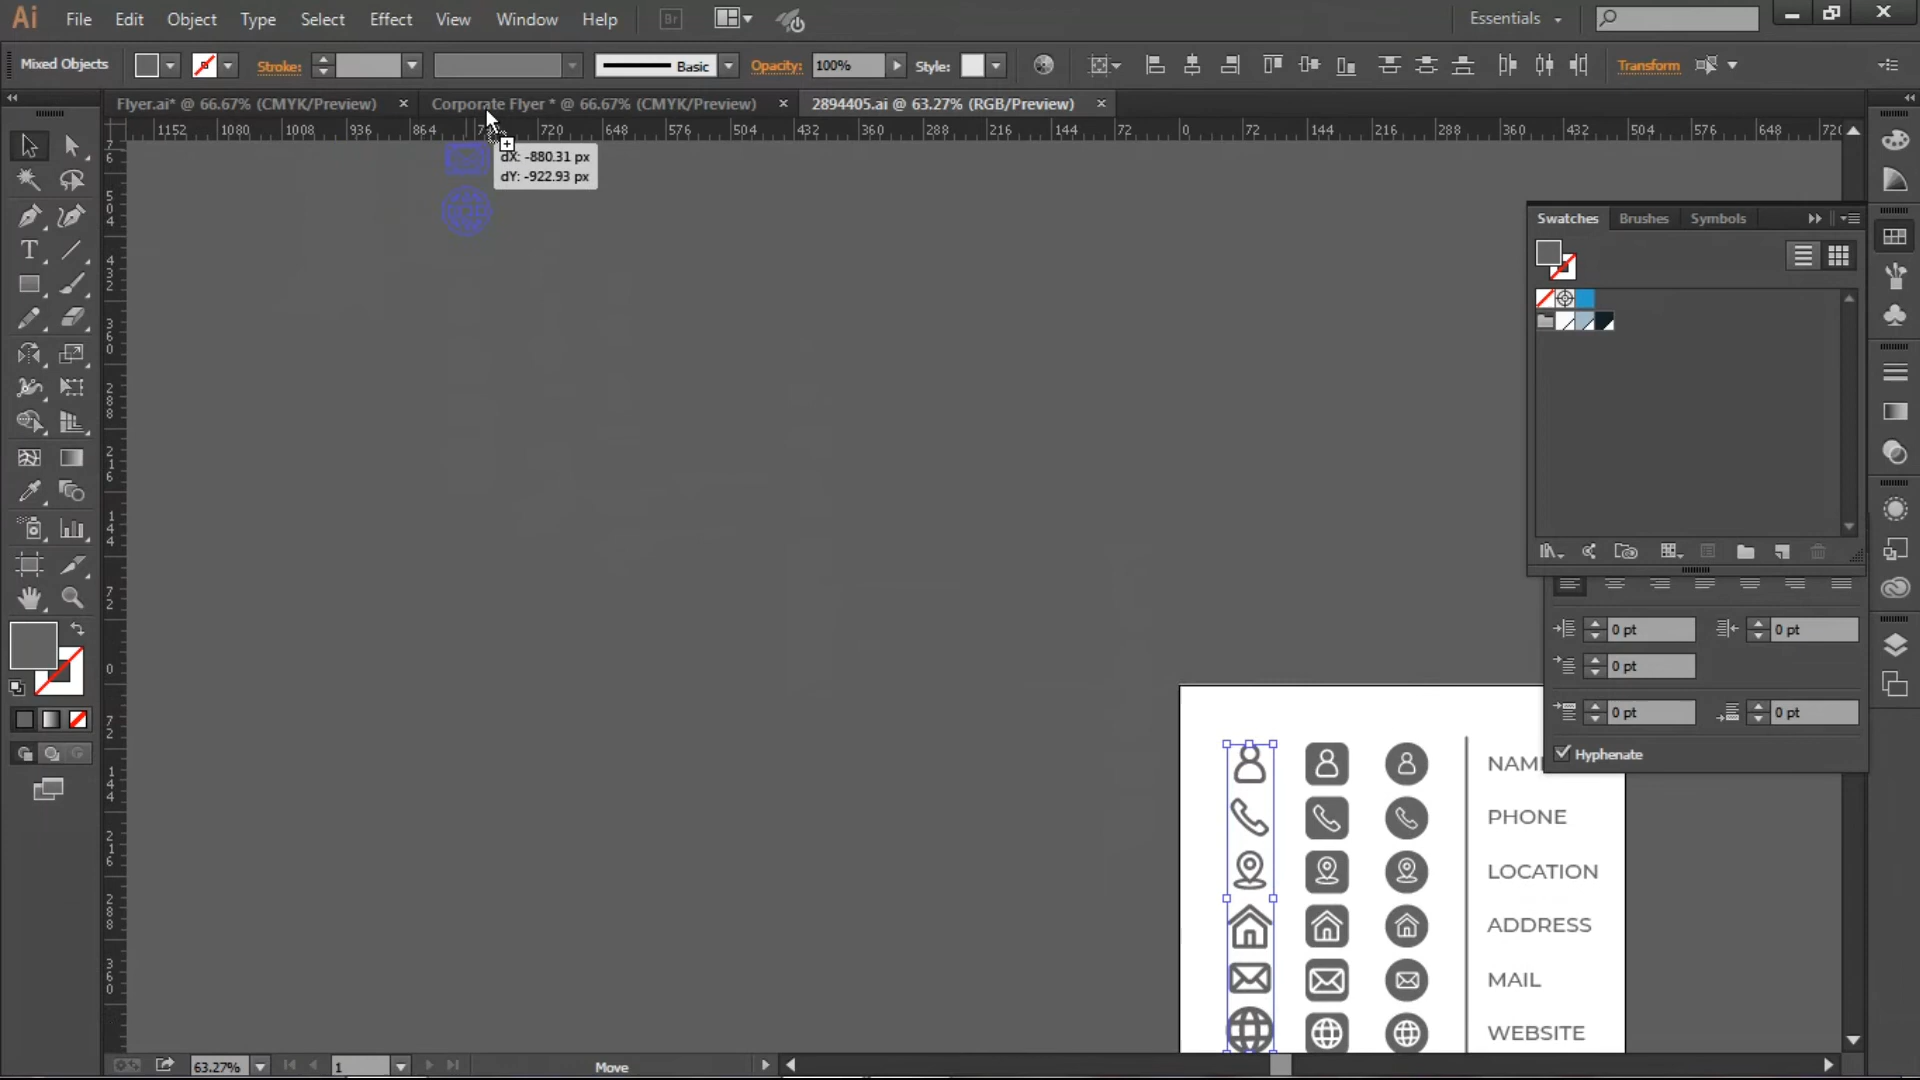 Ai File Edit Object Type Select Effect View Window Help Br Essentials
Mixed Objects Stroke: Basic Opacity: 100% Style: Transform
Flyer.ai* @ 66.67% (CMYK/Preview) Corporate Flyer * @ 66.67% (CMYK/Preview) 2894405.ai @ 63.27% (RGB/Preview)
1152 1080 1008 936 864 720 648 576 504 432 360 288 216 144 72 0 72 144 216 288 360 432 504 576 648
dX: -880.31 px
dY: -922.93 px
Swatches Brushes Symbols
0 pt 0 pt
0 pt
0 pt 0 pt
Hyphenate
NAM
PHONE
LOCATION
ADDRESS
MAIL
WEBSITE
63.27% 1 Move